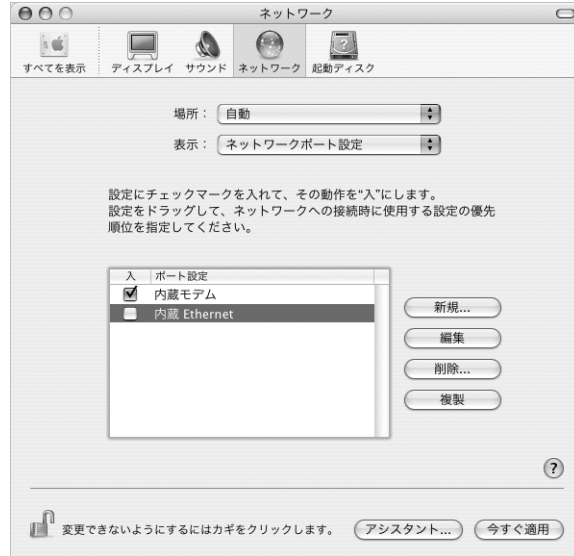 ネットワーク
すべてを表示 ディスプレイ サウンド ネットワーク 起動ディスク
場所： 自動
表示： ネットワークポート設定
設定にチェックマークを入れて、その動作を“入”にします。
設定をドラッグして、ネットワークへの接続時に使用する設定の優先
順位を指定してください。
入 ポート設定
内蔵モデム
内蔵 Ethernet
新規...
編集
削除...
複製
?
変更できないようにするにはカギをクリックします。 アシスタント... 今すぐ適用